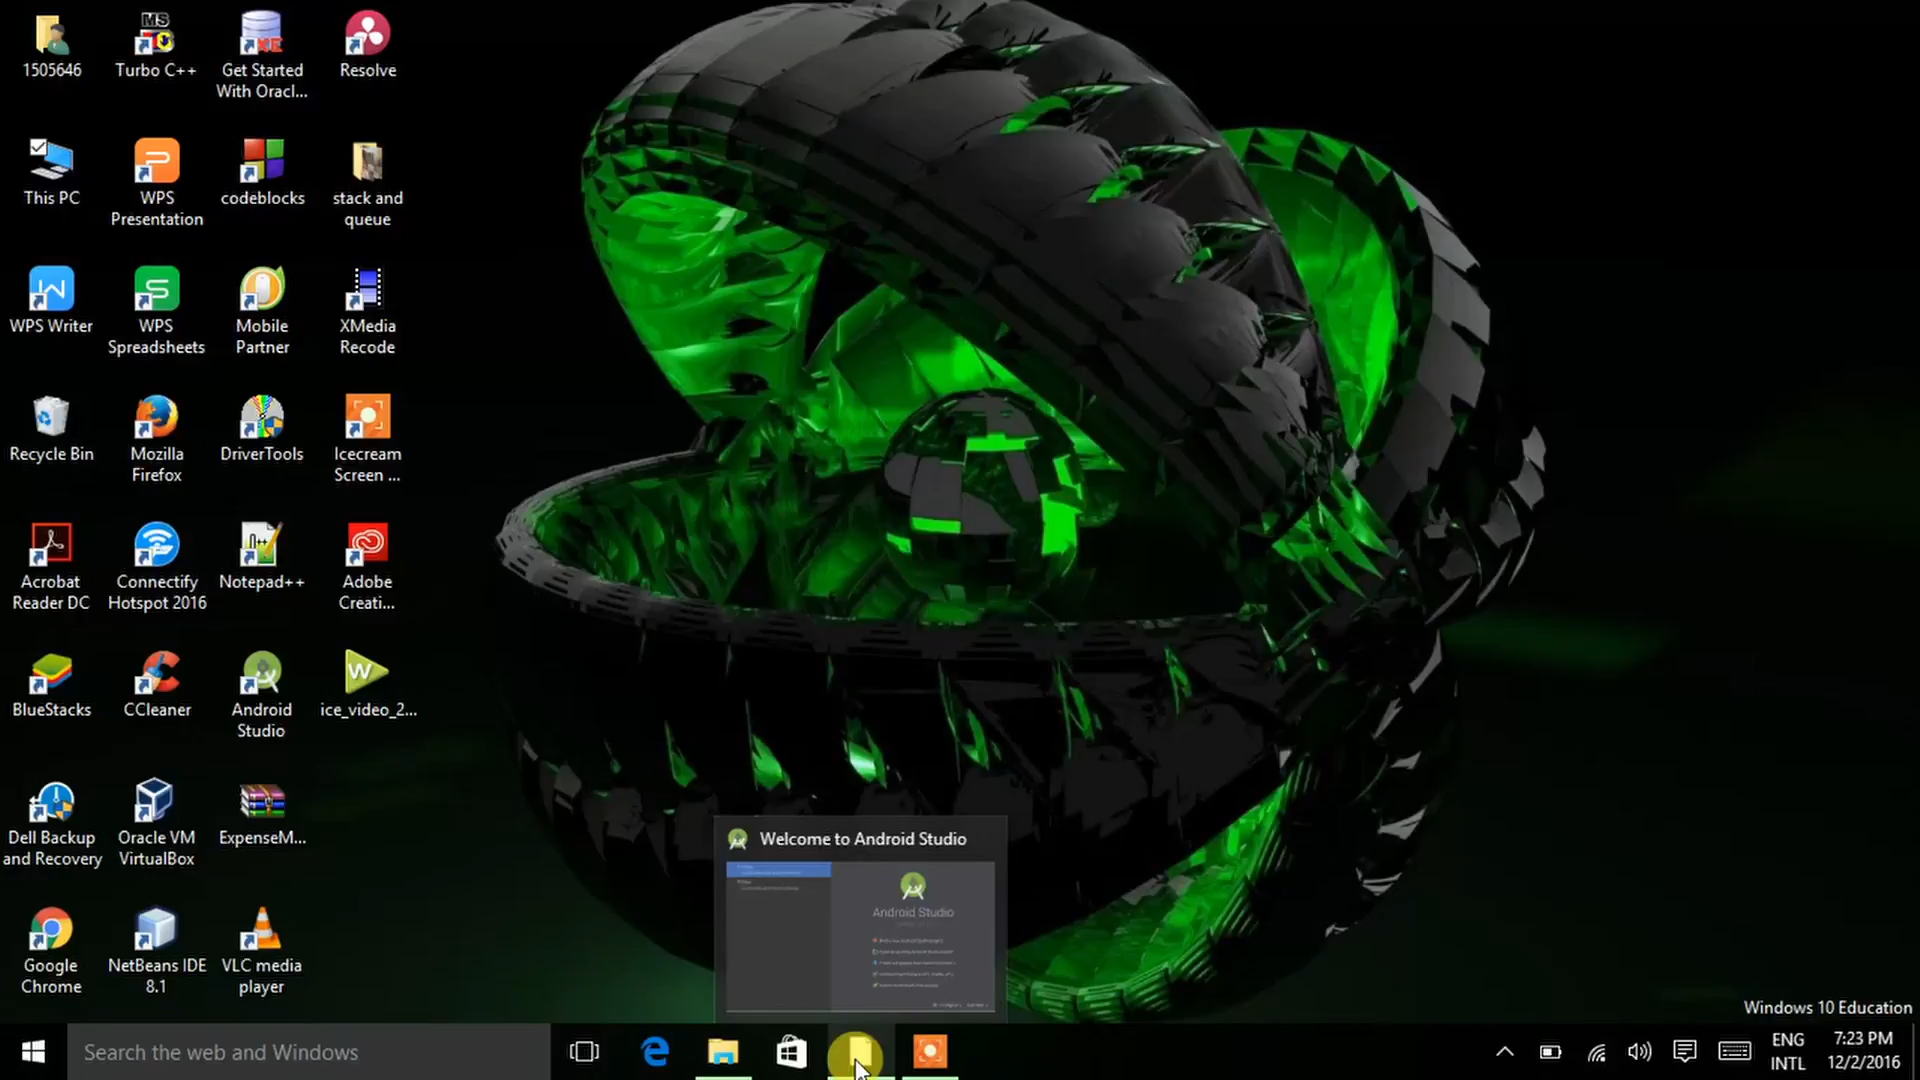 1505646
Turbo C++
Get Started
With Oracl...
Resolve
This PC
WPS
Presentation
codeblocks
stack and
queue
WPS Writer
WPS
Spreadsheets
Mobile
Partner
XMedia
Recode
Recycle Bin
Mozilla
Firefox
DriverTools
Icecream
Screen ...
Acrobat
Reader DC
Connectify
Hotspot 2016
Notepad++
Adobe
Creati...
BlueStacks
CCleaner
Android
Studio
ice_video_2...
Dell Backup
and Recovery
Oracle VM
VirtualBox
ExpenseM...
Google
Chrome
NetBeans IDE
8.1
VLC media
player
Welcome to Android Studio
Android Studio
Windows 10 Education
Search the web and Windows
ENG
INTL
7:23 PM
12/2/2016